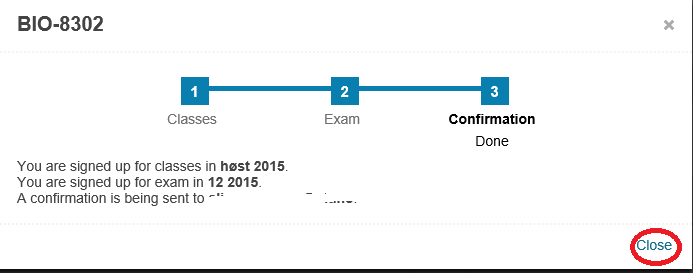 BIO-8302
×
1 2 3
Classes Exam Confirmation
Done
You are signed up for classes in høst 2015.
You are signed up for exam in 12 2015.
A confirmation is being sent to
Close